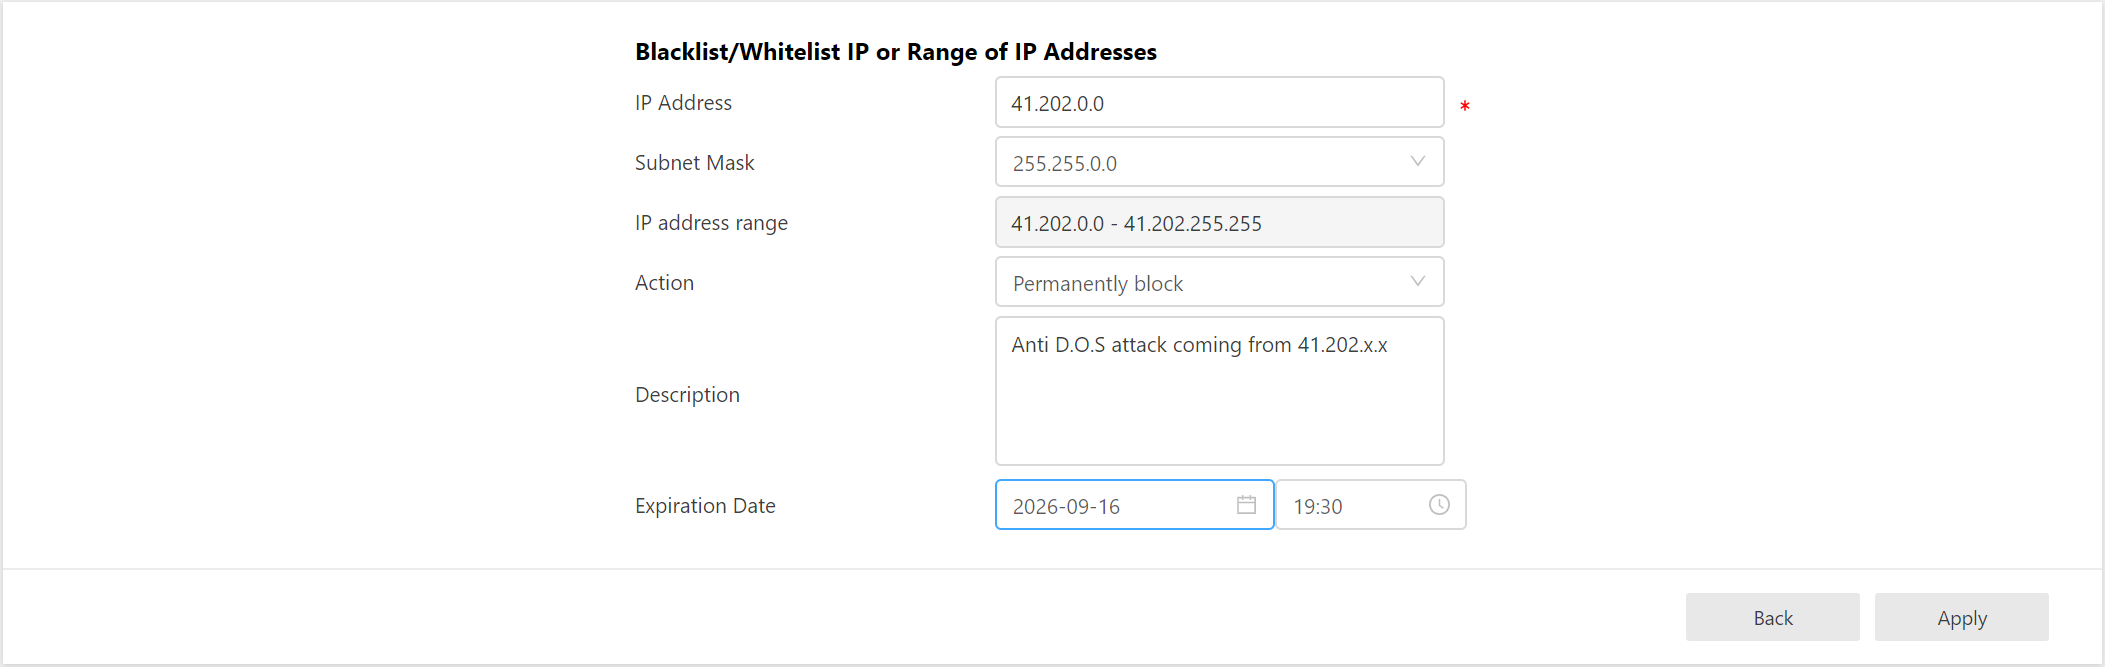 Blacklist/Whitelist IP or Range of IP Addresses
IP Address 41.202.0.0 *
Subnet Mask 255.255.0.0
IP address range 41.202.0.0 - 41.202.255.255
Action Permanently block
Description Anti D.O.S attack coming from 41.202.x.x
Expiration Date 2026-09-16 19:30
Back Apply